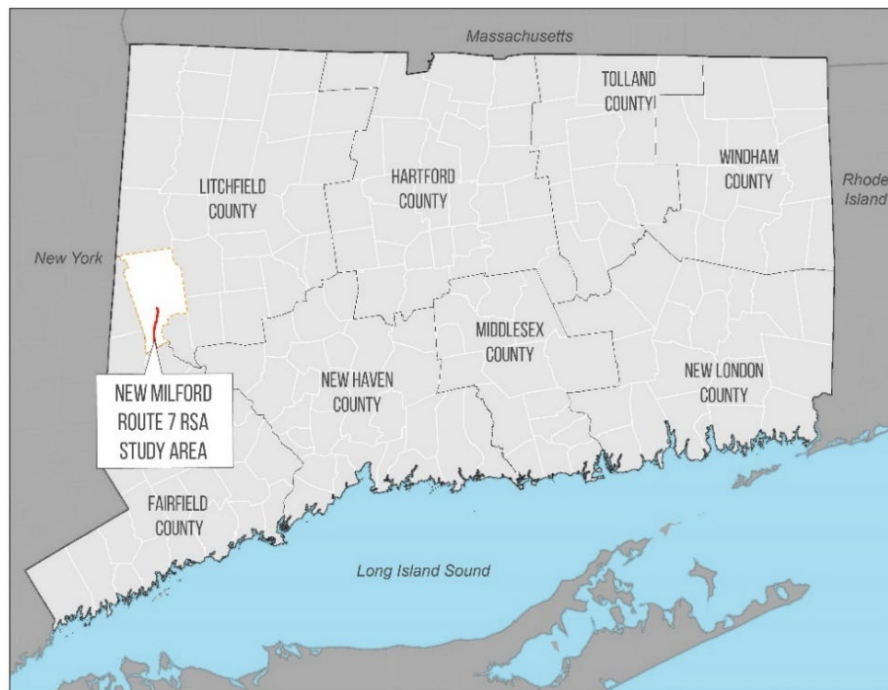 Massachusetts
TOLLAND
COUNTY
WINDHAM
COUNTY
HARTFORD
COUNTY
LITCHFIELD
COUNTY
Rhode
Island
New York
MIDDLESEX
COUNTY
NEW HAVEN
COUNTY
NEW LONDON
COUNTY
NEW MILFORD
ROUTE 7 RSA
STUDY AREA
FAIRFIELD
COUNTY
Long Island Sound